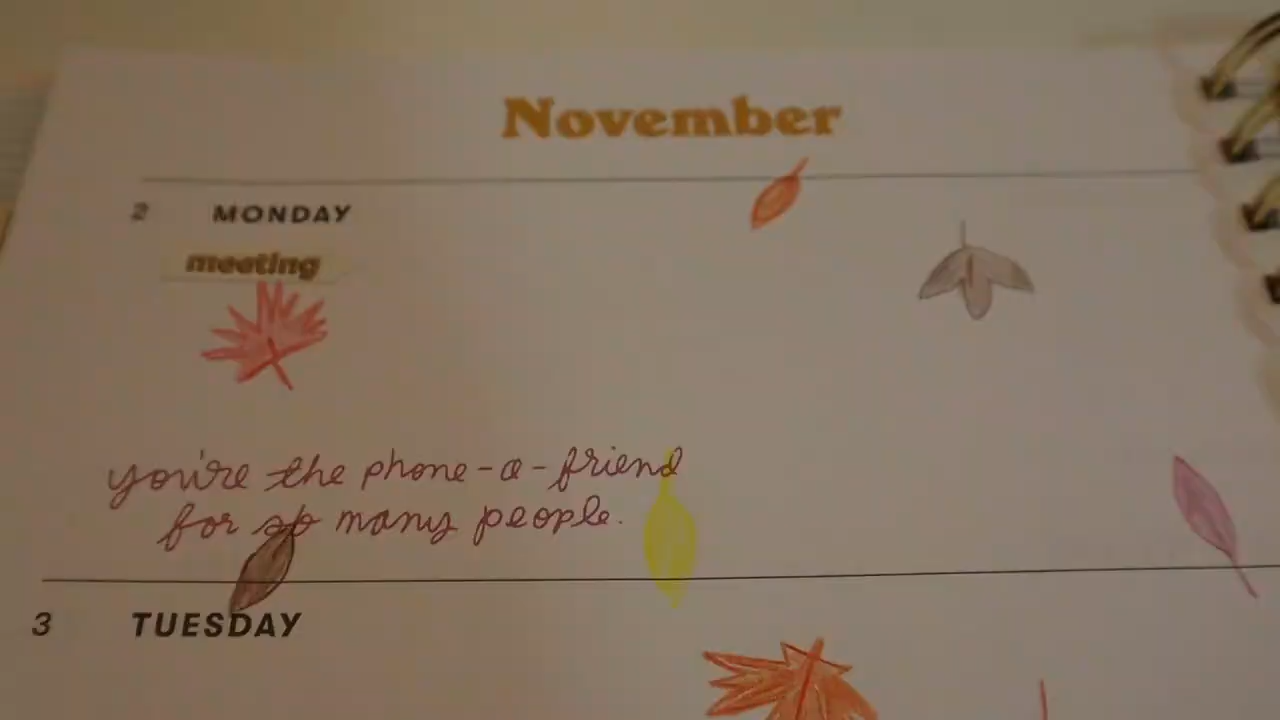 November
2 MONDAY
meeting
you're the phone-a-friend
for so many people.
3 TUESDAY